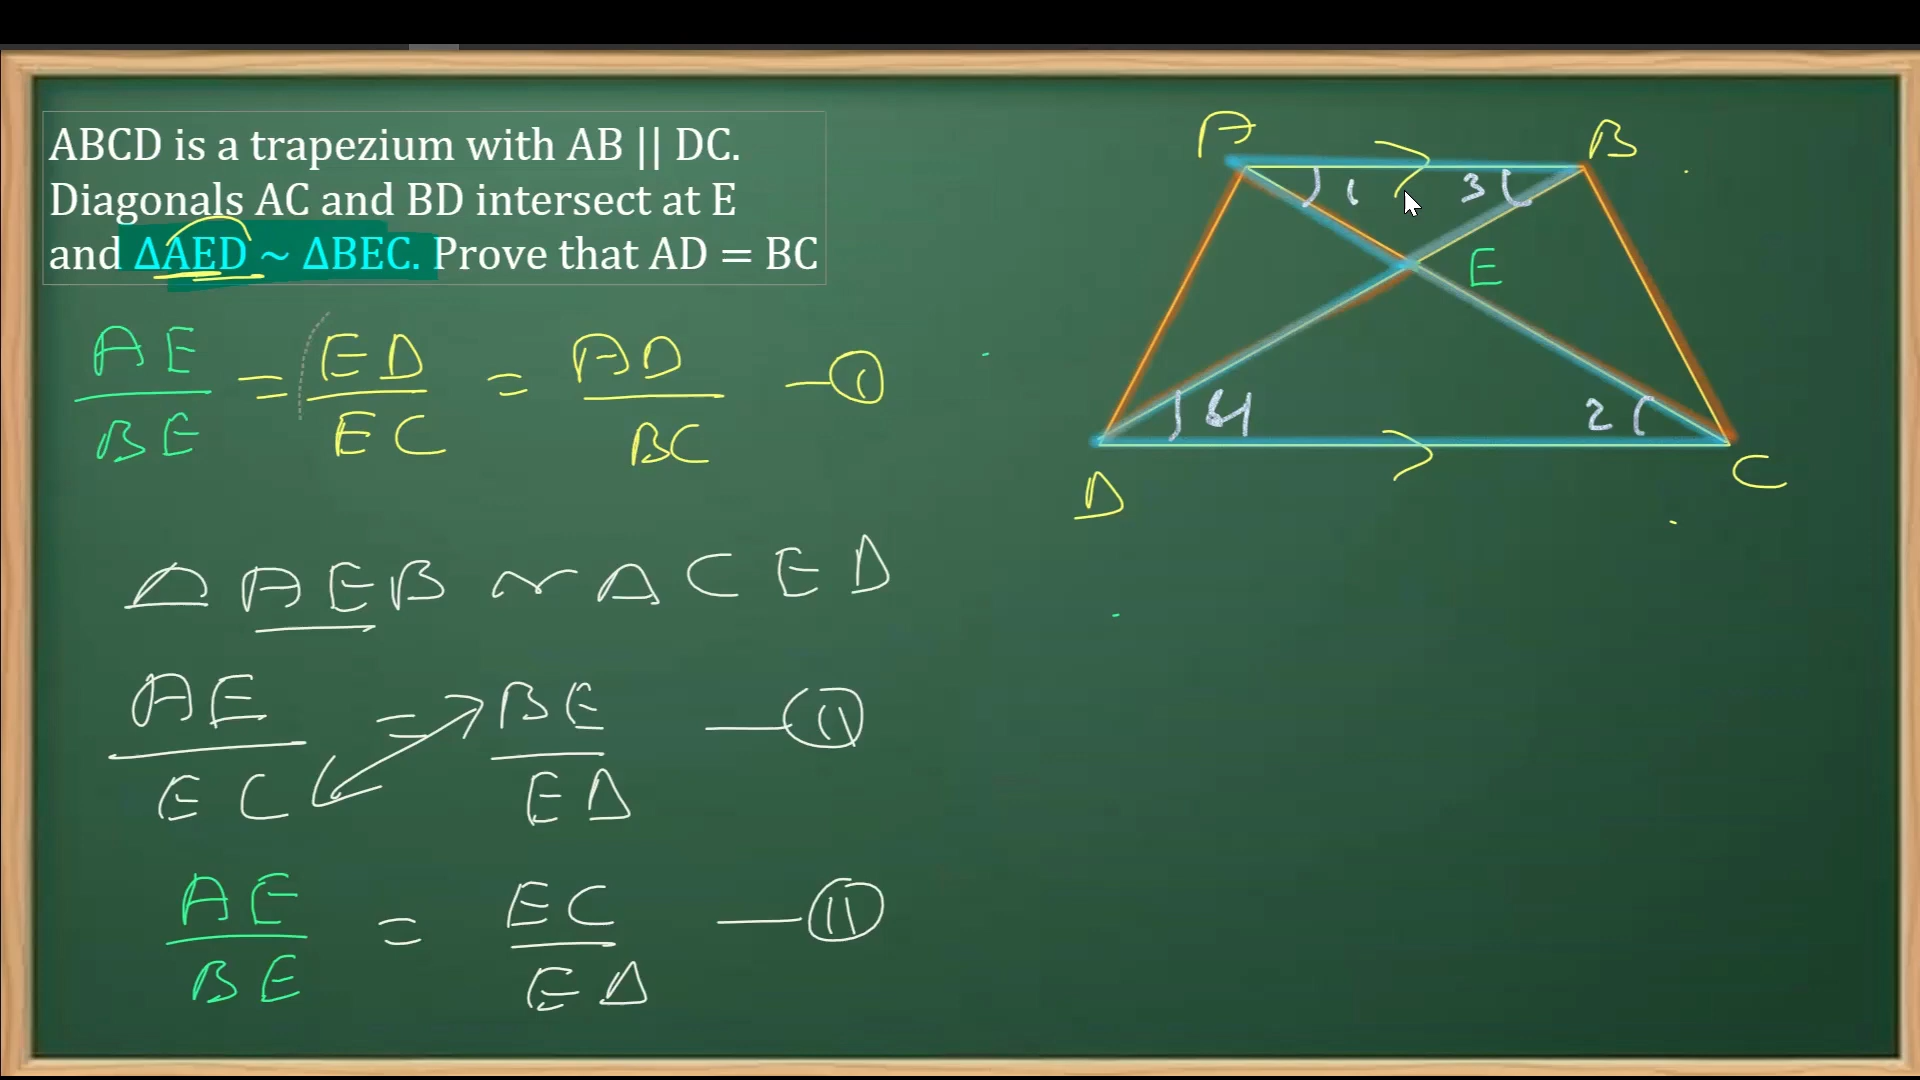 ABCD is a trapezium with AB || DC.
Diagonals AC and BD intersect at E
and ΔAED ~ ΔBEC. Prove that AD = BC
AE/BE = ED/EC = AD/BC — (I)
Δ AEB ~ Δ CED
AE/EC = BE/ED — (II)
AE/BE = EC/ED — (II)
A B
1 3
E
4 2
D C